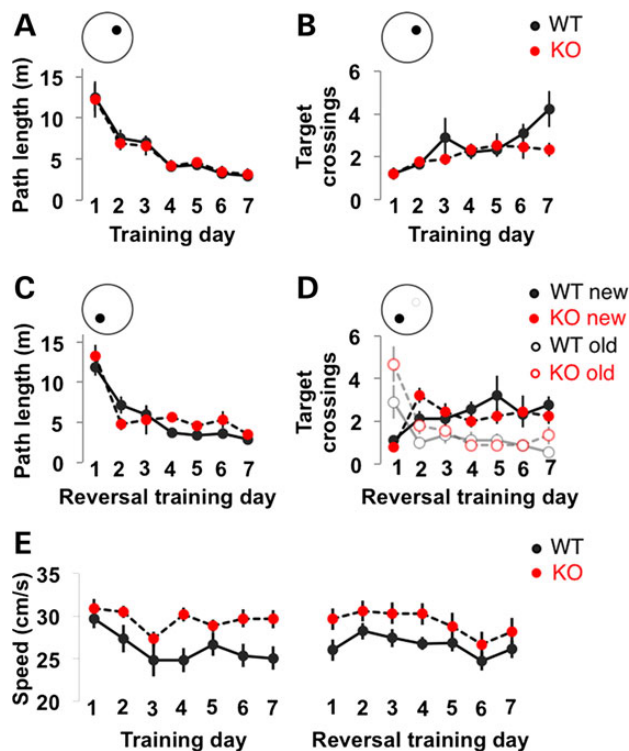 A
B
WT
KO
Path length (m)
15
10
5
0
1 2 3 4 5 6 7
Training day
Target crossings
6
4
2
0
1 2 3 4 5 6 7
Training day
C
D
WT new
KO new
WT old
KO old
Path length (m)
15
10
5
0
1 2 3 4 5 6 7
Reversal training day
Target crossings
6
4
2
0
1 2 3 4 5 6 7
Reversal training day
E
WT
KO
Speed (cm/s)
35
30
25
20
1 2 3 4 5 6 7
Training day
1 2 3 4 5 6 7
Reversal training day